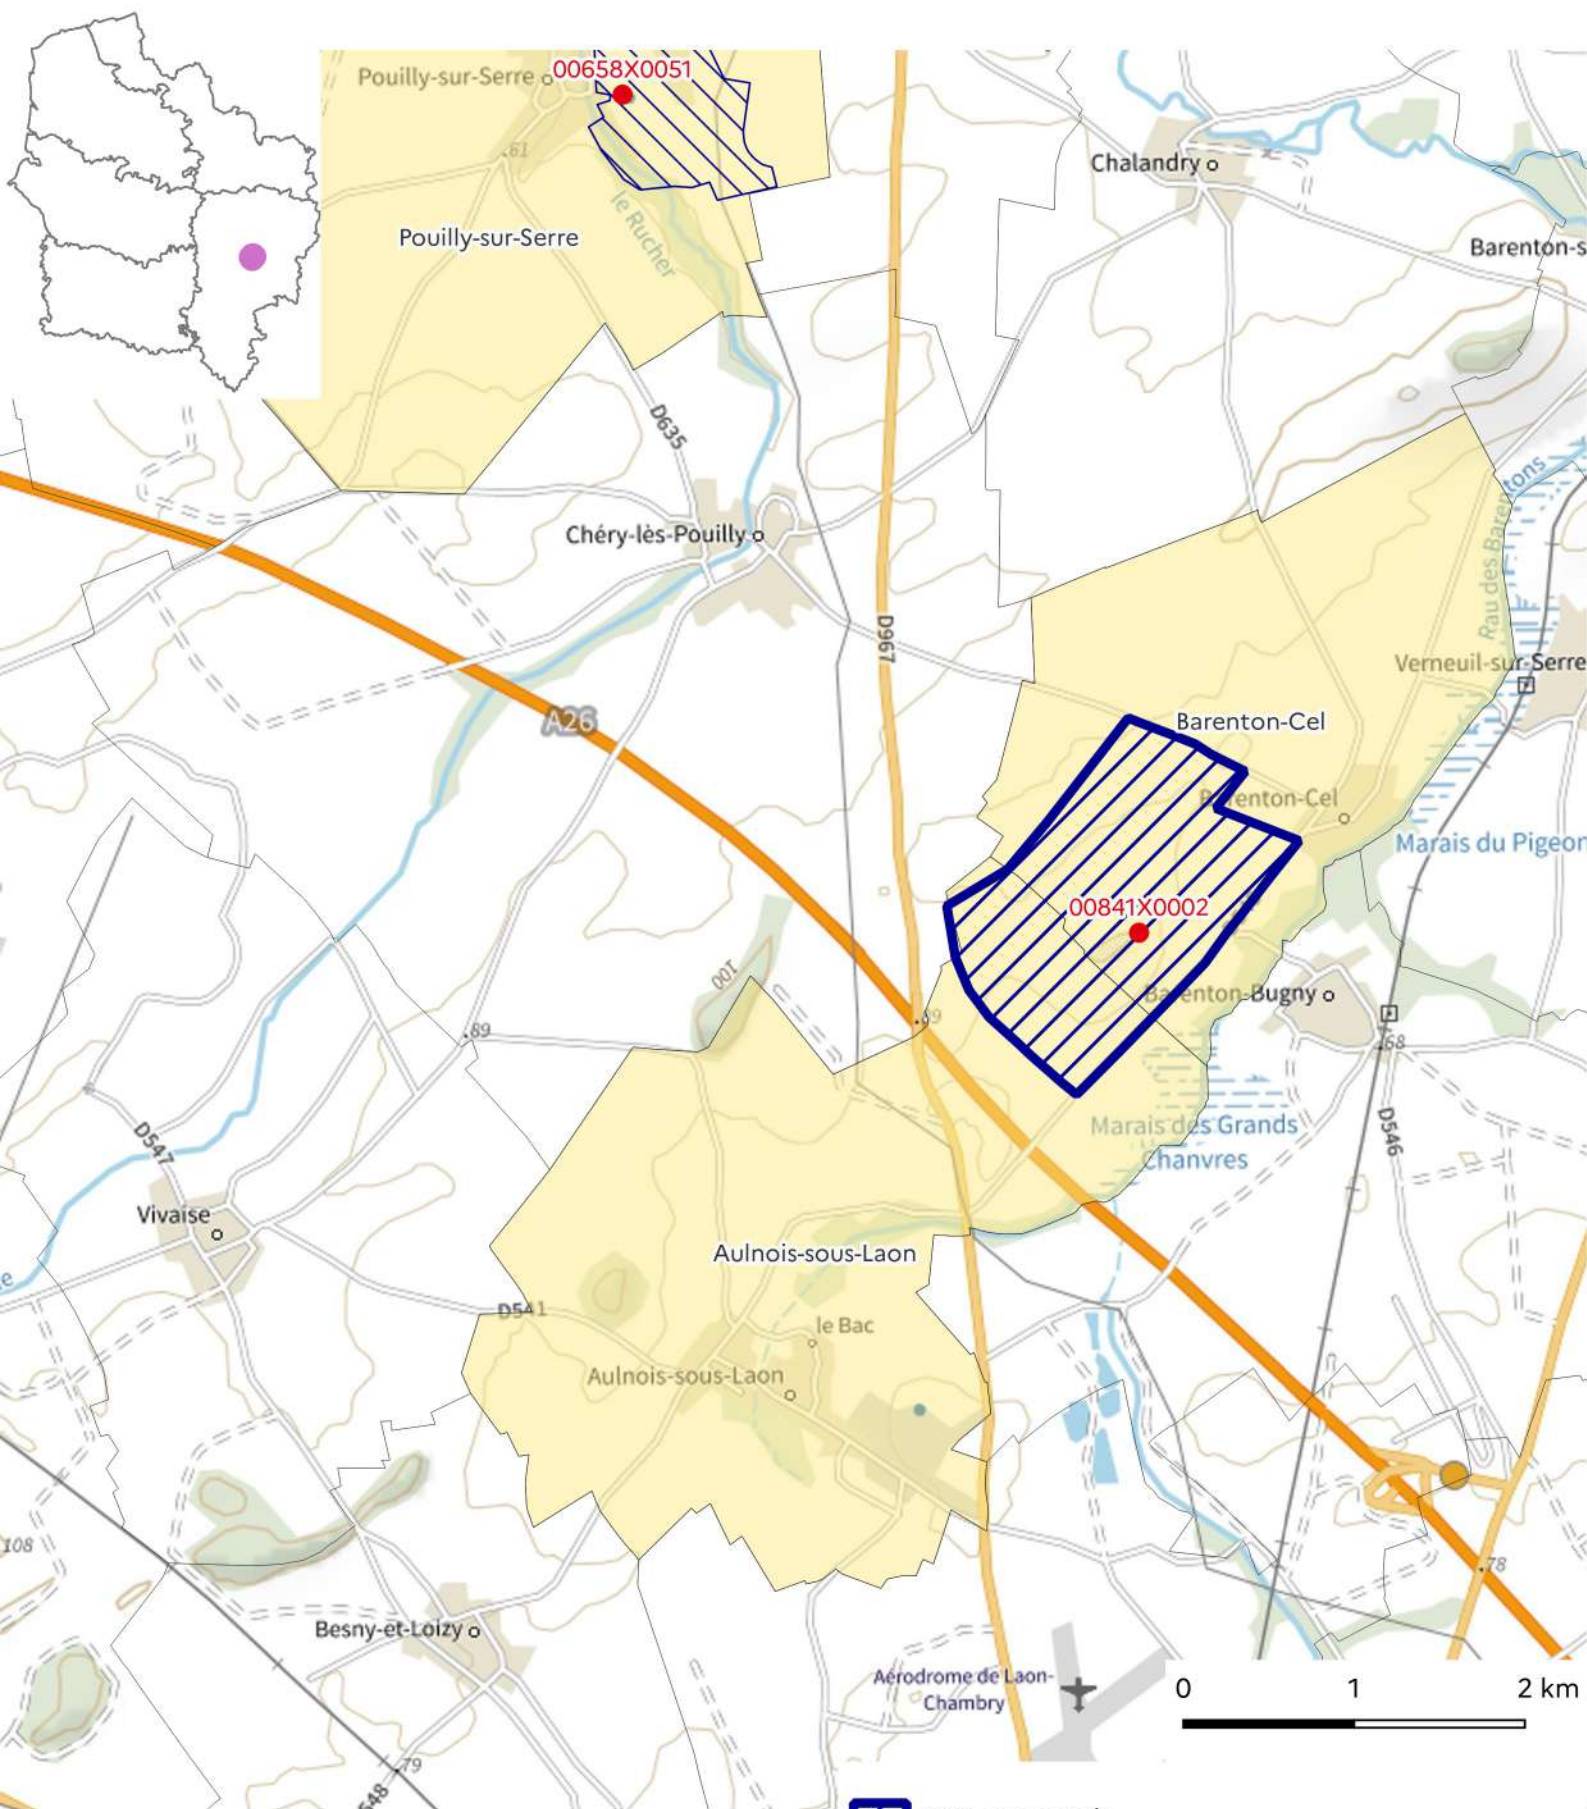 Pouilly-sur-Serre
00658X0051
61
Chalandry
le Rucher
Pouilly-sur-Serre
Barenton-s
D635
Rau des Barentons
Chéry-lès-Pouilly
D967
Verneuil-sur-Serre
A26
Barenton-Cel
Barenton-Cel
Marais du Pigeon
00841X0002
100
Barenton-Bugny
89
89
68
D547
Marais des Grands
Chanvres
D546
Vivaise
Aulnois-sous-Laon
D541
le Bac
Aulnois-sous-Laon
108
78
Besny-et-Loizy
Aérodrome de Laon-
Chambry
0 1 2 km
79